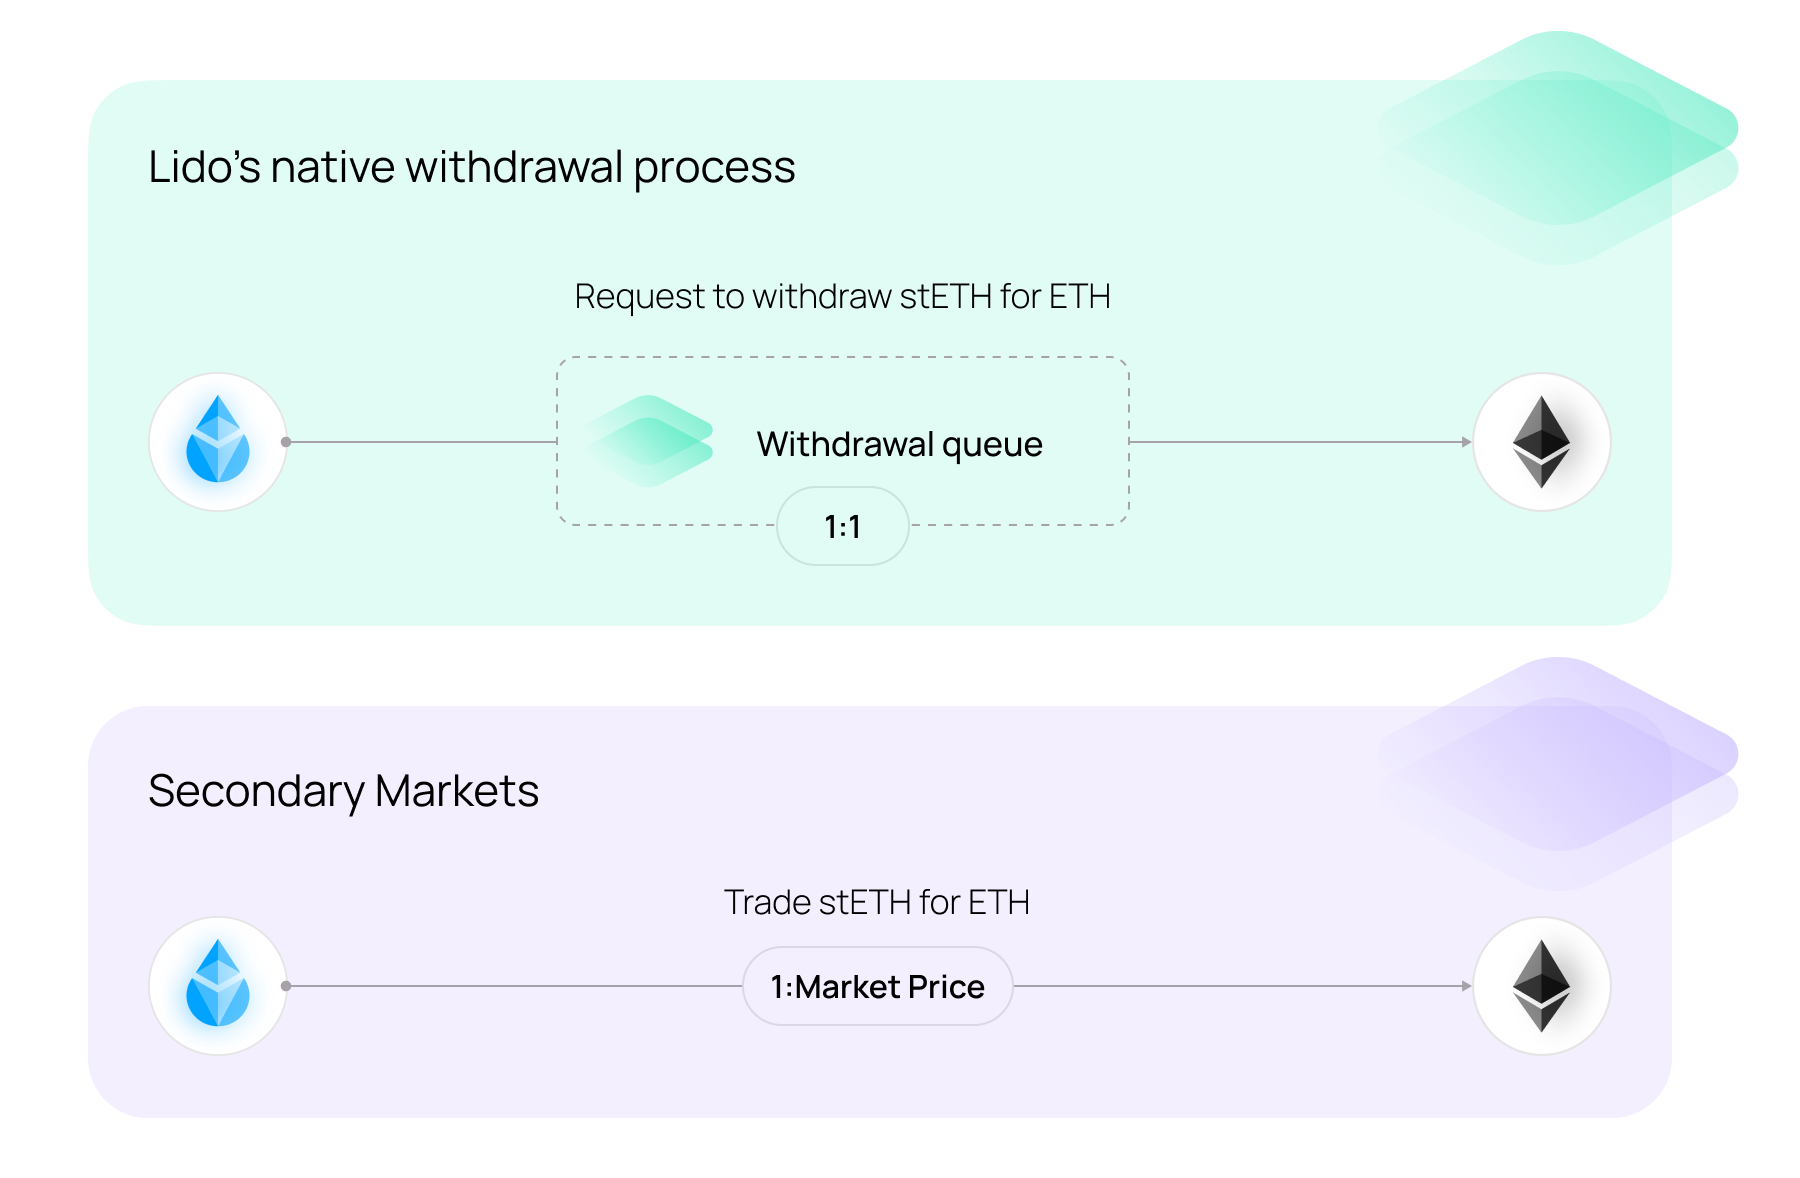 Lido’s native withdrawal process
Request to withdraw stETH for ETH
Withdrawal queue
1:1
Secondary Markets
Trade stETH for ETH
1:Market Price